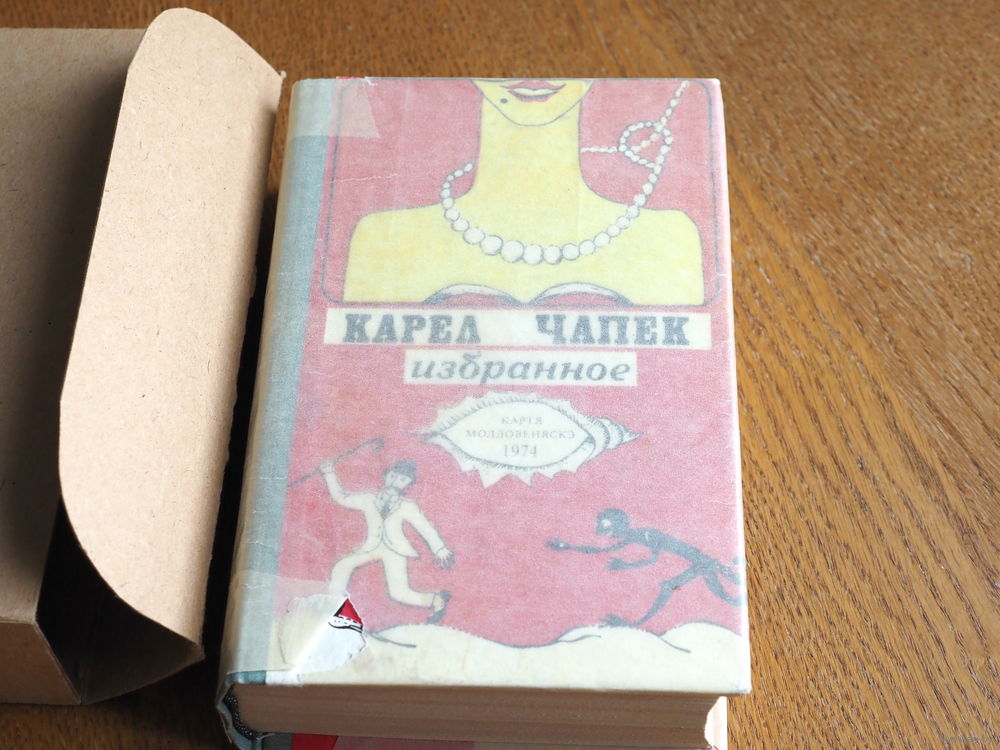 КАРЕЛ ЧАПЕК
избранное
КАРТЯ
МОЛДОВЕНЯСКЭ
1974